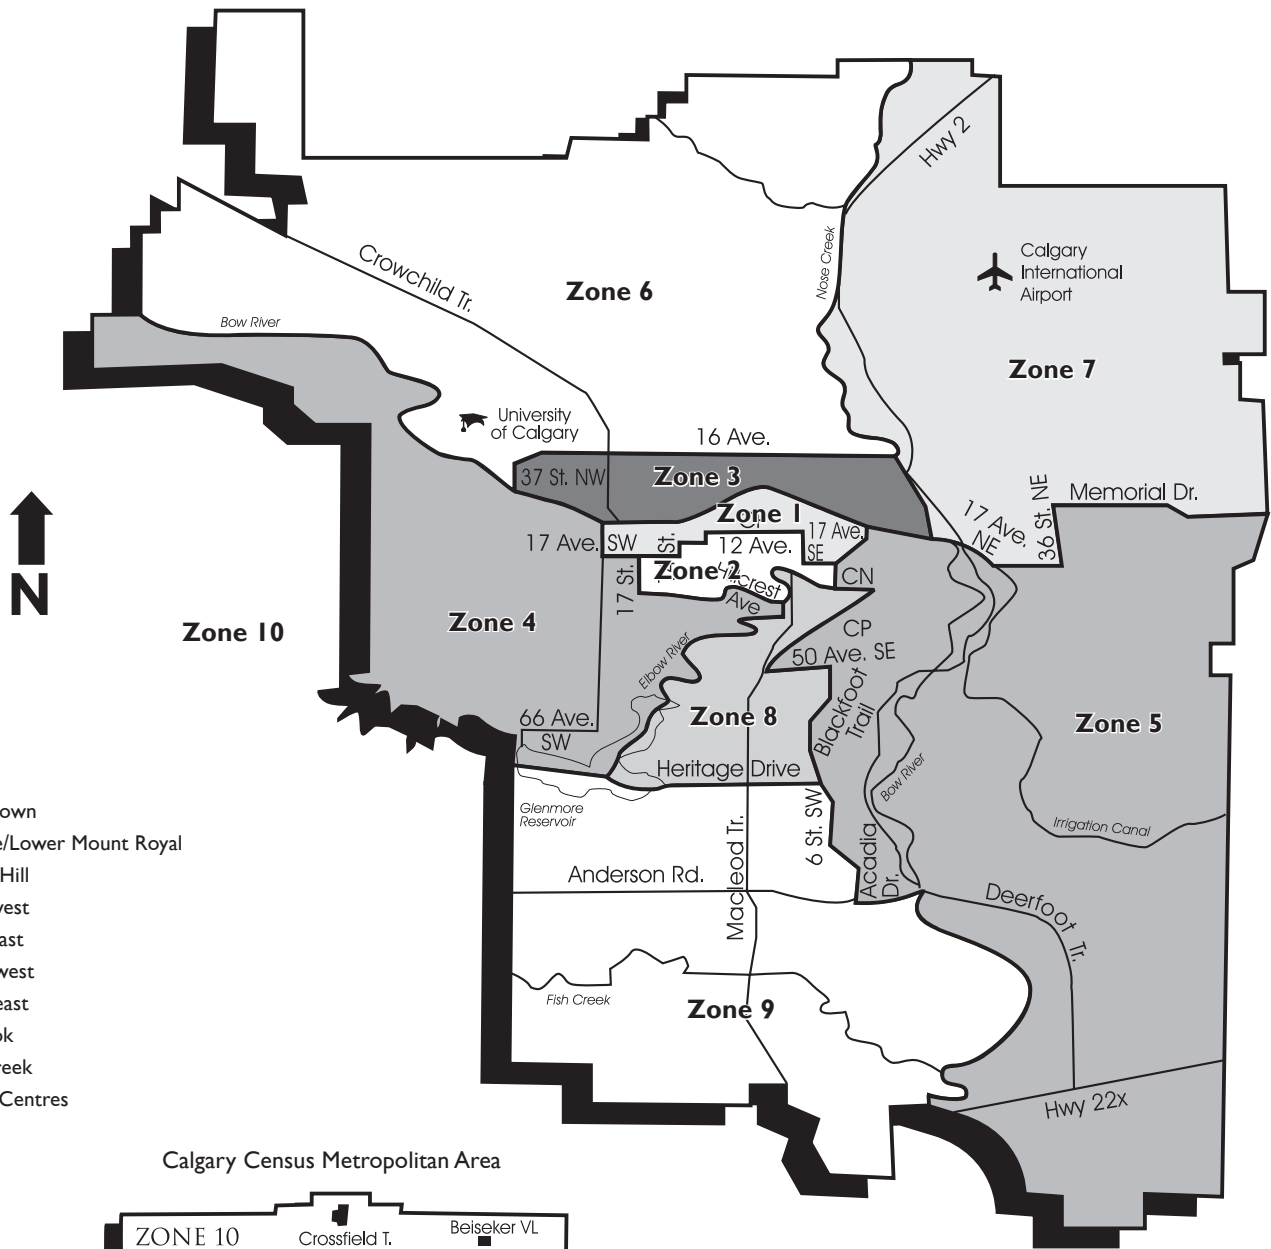 Hwy 2
Nose Creek
Calgary
International
Airport
Crowchild Tr.
Zone 6
Bow River
Zone 7
University
of Calgary
16 Ave.
37 St. NW
Zone 3
36 St. NE
Memorial Dr.
17 Ave.
NE
Zone 1
17 Ave.
SW
St.
12 Ave.
17 Ave.
SE
N
Zone 2
Hillcrest
Ave
CN
17 St.
Zone 10
Zone 4
CP
50 Ave. SE
Elbow River
Zone 8
Blackfoot
Trail
Zone 5
66 Ave.
SW
Heritage Drive
Bow River
Glenmore
Reservoir
6 St. SW
Irrigation Canal
Macleod Tr.
Acadia
Dr.
Anderson Rd.
Deerfoot Tr.
Fish Creek
Zone 9
Hwy 22x
own
e/Lower Mount Royal
Hill
vest
ast
west
east
ok
reek
Centres
Calgary Census Metropolitan Area
ZONE 10
Crossfield T.
Beiseker VL